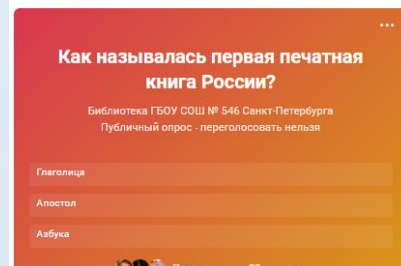 Как называлась первая печатная
книга России?
Библиотека ГБОУ СОШ № 546 Санкт-Петербурга
Публичный опрос · переголосовать нельзя
Глаголица
Апостол
Азбука